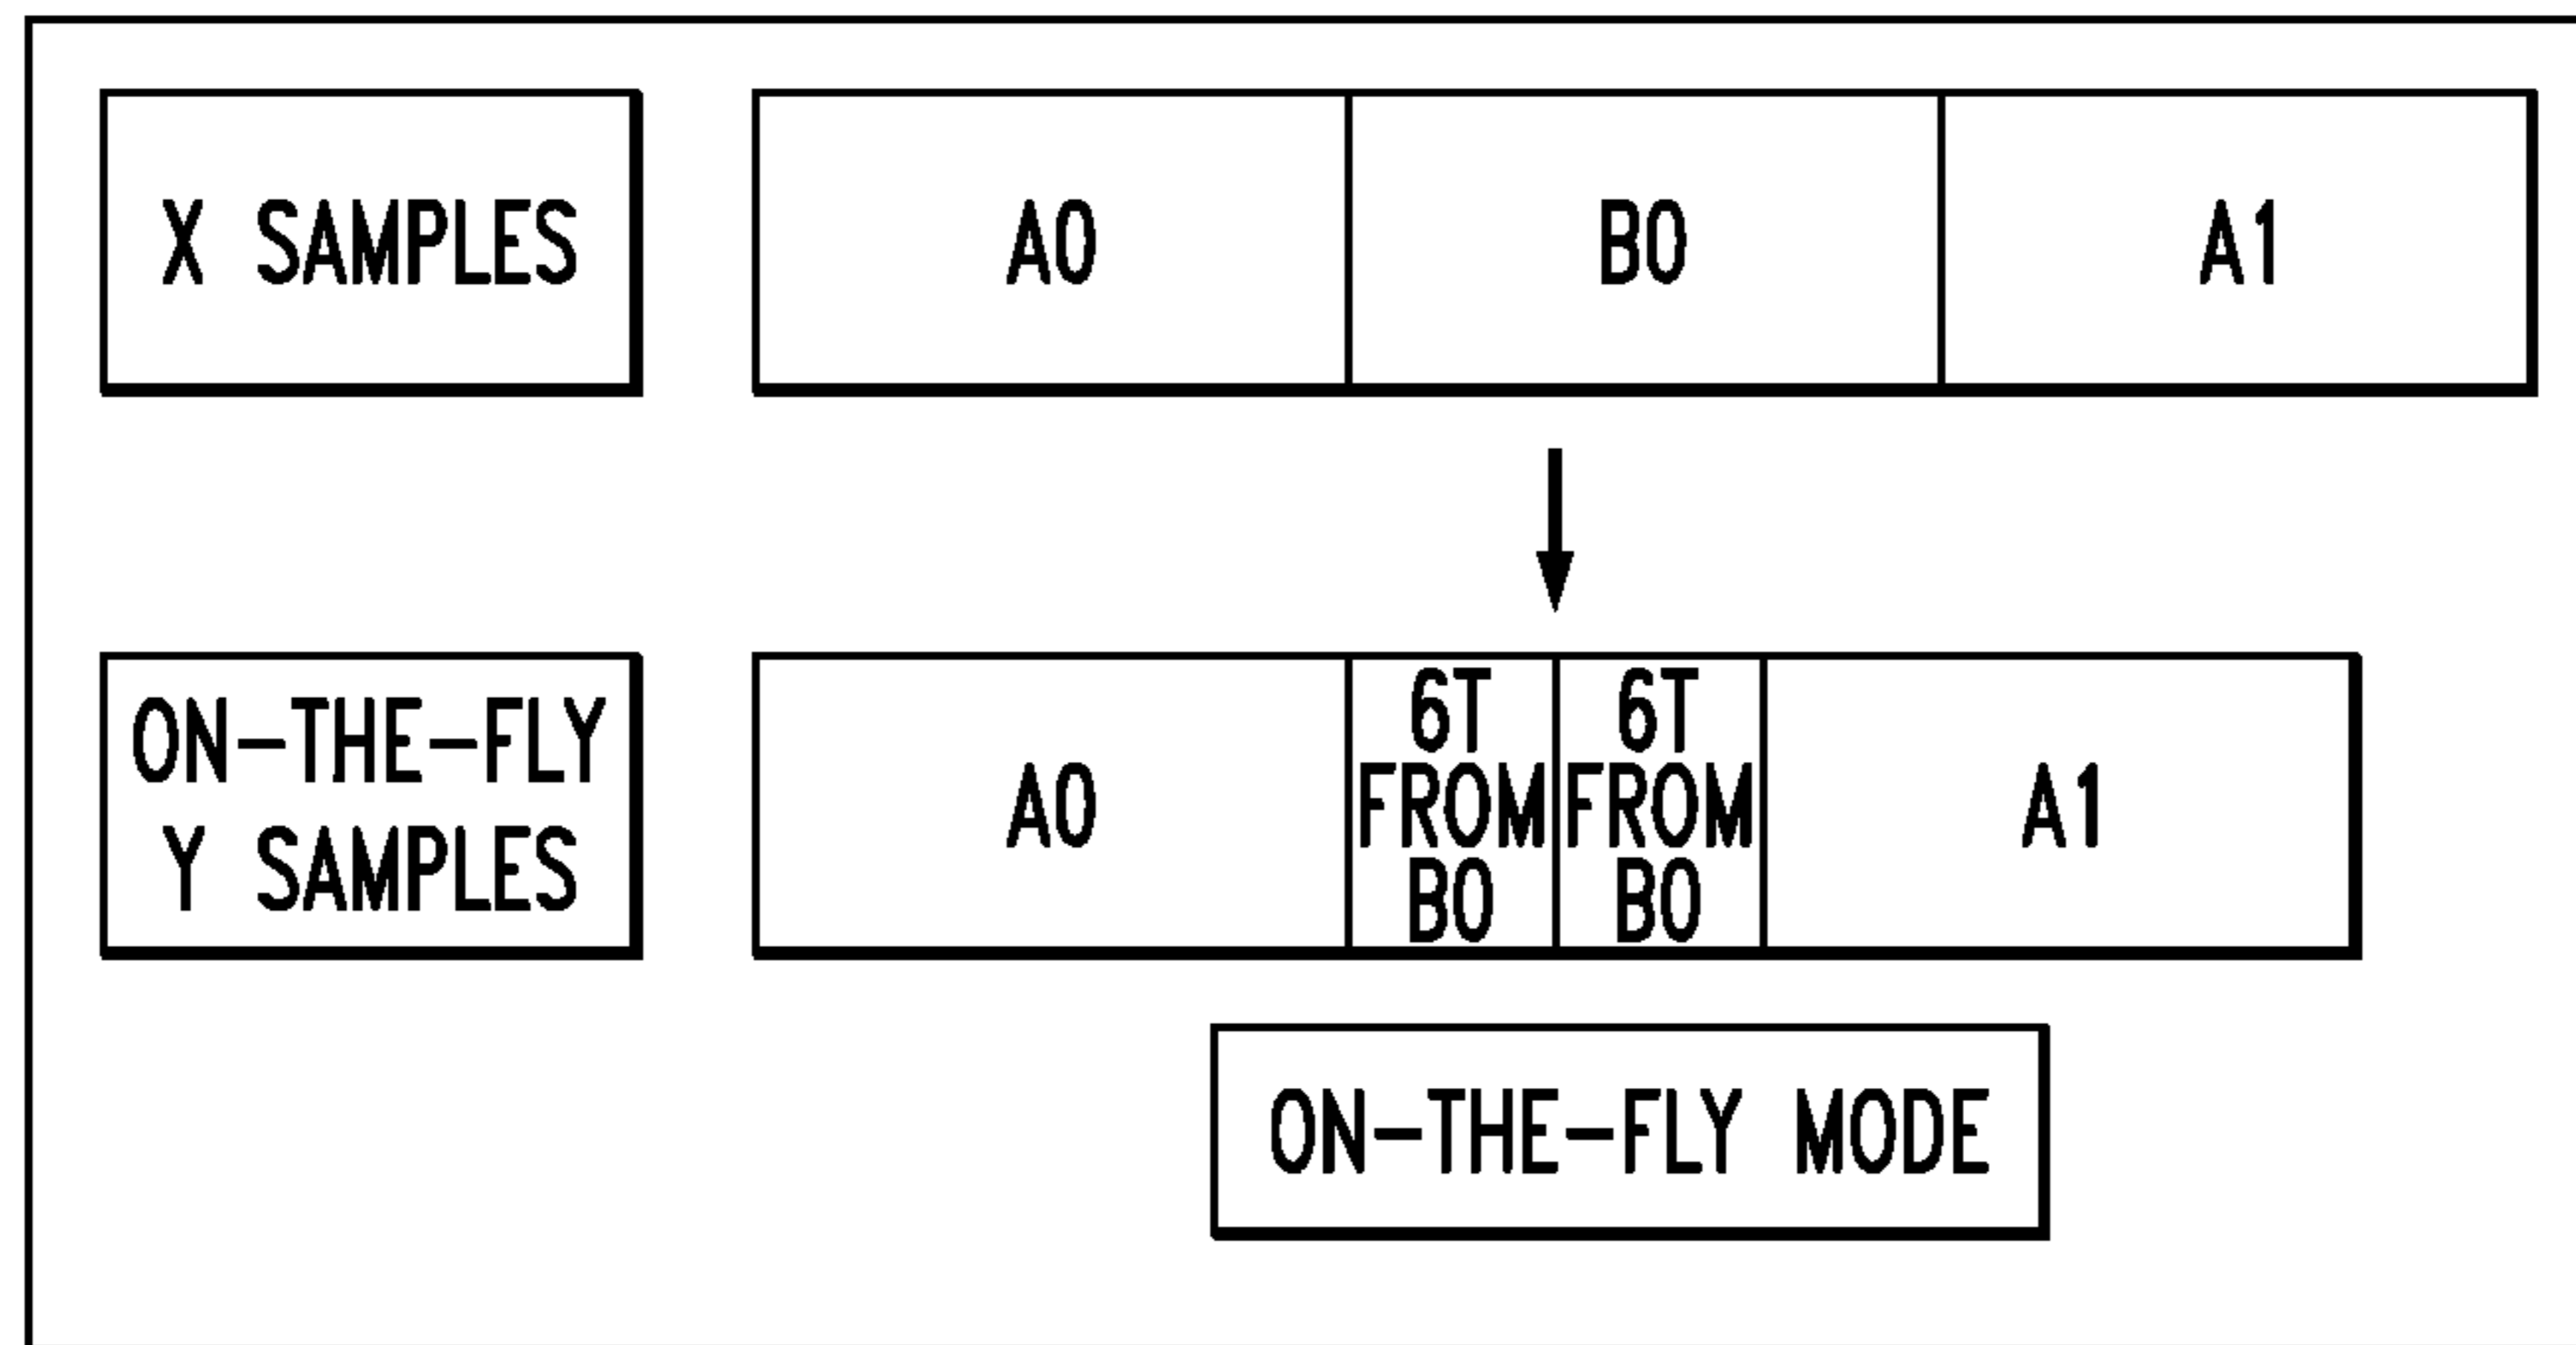 X SAMPLES
A0
B0
A1
ON-THE-FLY
Y SAMPLES
A0
6T
FROM
B0
6T
FROM
B0
A1
ON-THE-FLY MODE